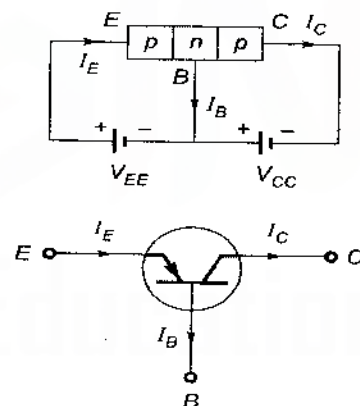 E C I_C
p n p
I_E B
I_B
+ − + −
V_EE V_CC
I_E I_C
E C
I_B
B